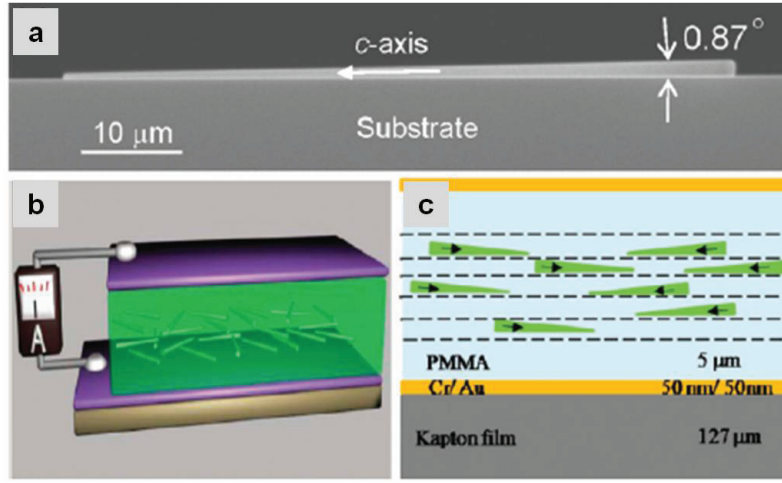 a
c-axis
0.87°
10 μm
Substrate
b
A
c
PMMA 5 μm
Cr/Au 50 nm/ 50nm
Kapton film 127 μm